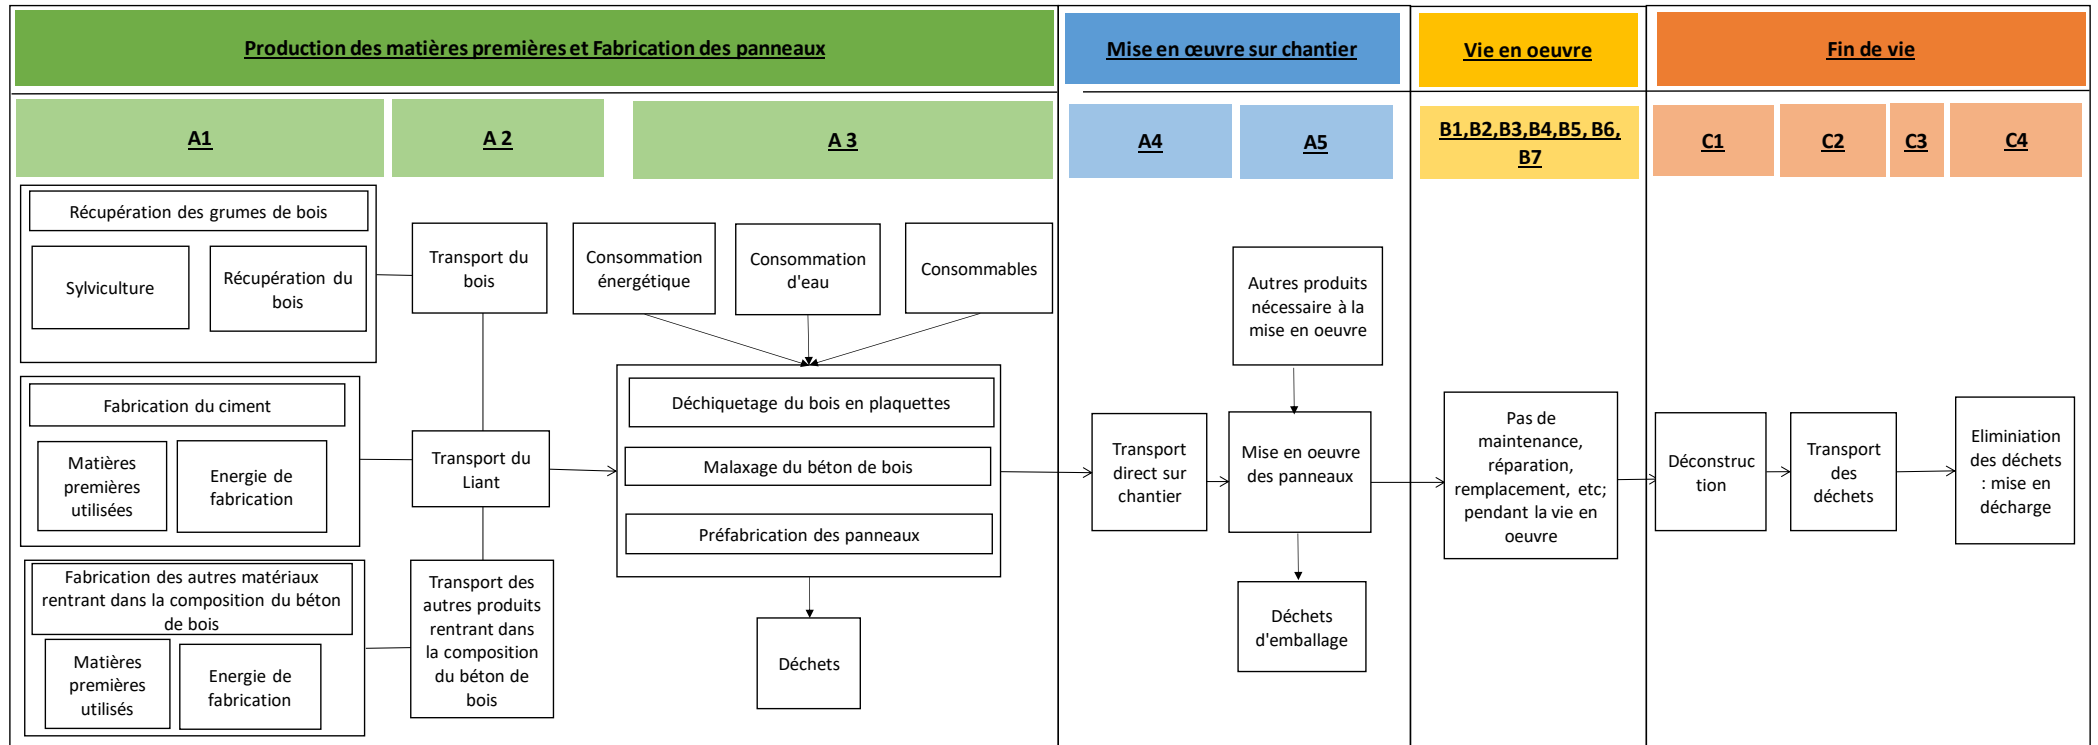 Production des matières premières et Fabrication des panneaux
Mise en œuvre sur chantier
Vie en oeuvre
Fin de vie
A1
A 2
A 3
A4
A5
B1,B2,B3,B4,B5, B6,
B7
C1
C2
C3
C4
Récupération des grumes de bois
Sylviculture
Récupération du
bois
Fabrication du ciment
Matières
premières
utilisées
Energie de
fabrication
Fabrication des autres matériaux
rentrant dans la composition du béton
de bois
Matières
premières
utilisés
Energie de
fabrication
Transport du
bois
Transport du
Liant
Transport des
autres produits
rentrant dans
la composition
du béton de
bois
Consommation
énergétique
Consommation
d'eau
Consommables
Déchiquetage du bois en plaquettes
Malaxage du béton de bois
Préfabrication des panneaux
Déchets
Transport
direct sur
chantier
Autres produits
nécessaire à la
mise en oeuvre
Mise en oeuvre
des panneaux
Déchets
d'emballage
Pas de
maintenance,
réparation,
remplacement, etc;
pendant la vie en
oeuvre
Déconstruc
tion
Transport
des
déchets
Eliminiation
des déchets
: mise en
décharge